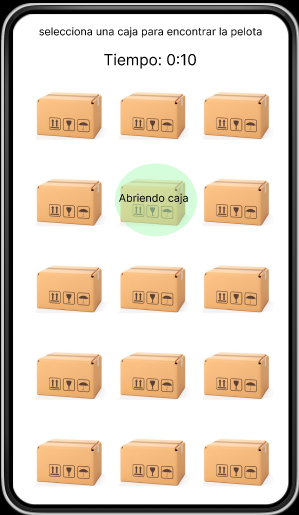 selecciona una caja para encontrar la pelota
Tiempo: 0:10
Abriendo caja